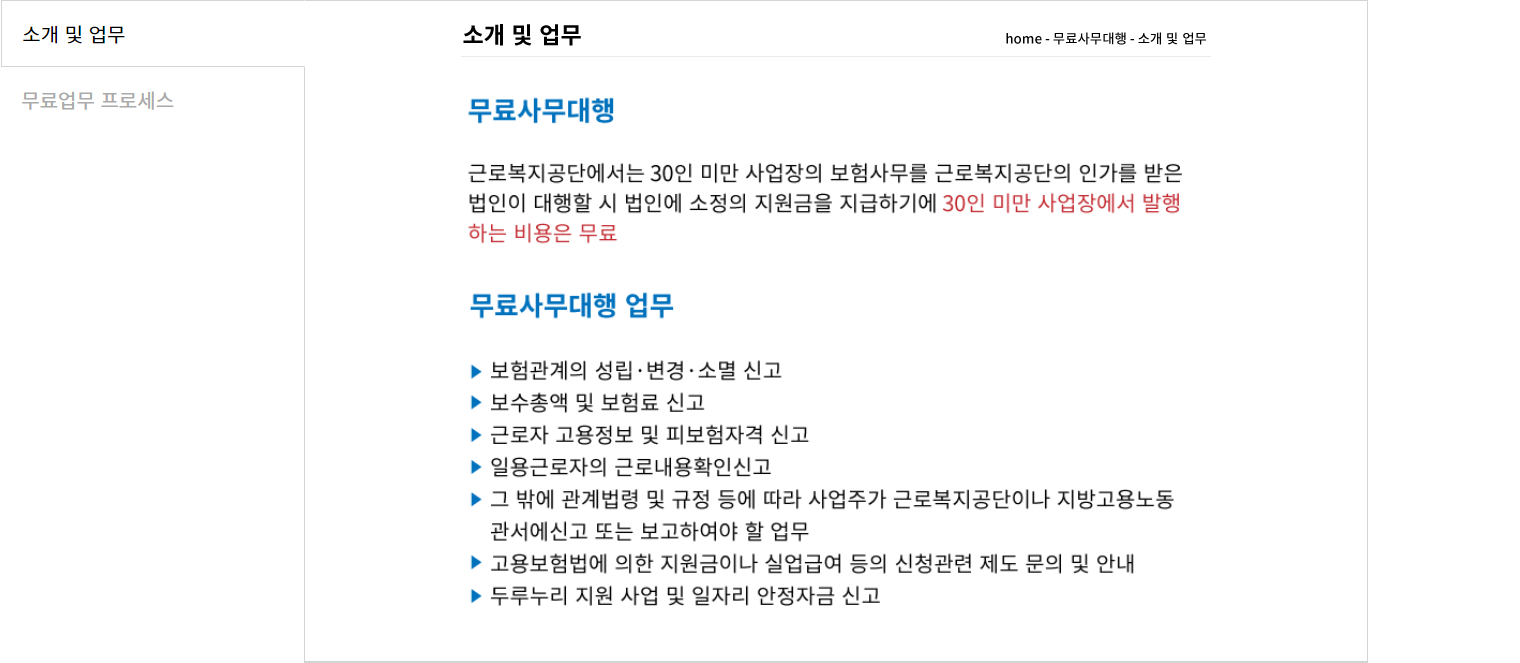 소개 및 업무
무료업무 프로세스
소개 및 업무
home - 무료사무대행 - 소개 및 업무
무료사무대행
근로복지공단에서는 30인 미만 사업장의 보험사무를 근로복지공단의 인가를 받은
법인이 대행할 시 법인에 소정의 지원금을 지급하기에 30인 미만 사업장에서 발행
하는 비용은 무료
무료사무대행 업무
▶ 보험관계의 성립·변경·소멸 신고
▶ 보수총액 및 보험료 신고
▶ 근로자 고용정보 및 피보험자격 신고
▶ 일용근로자의 근로내용확인신고
▶ 그 밖에 관계법령 및 규정 등에 따라 사업주가 근로복지공단이나 지방고용노동
관서에신고 또는 보고하여야 할 업무
▶ 고용보험법에 의한 지원금이나 실업급여 등의 신청관련 제도 문의 및 안내
▶ 두루누리 지원 사업 및 일자리 안정자금 신고